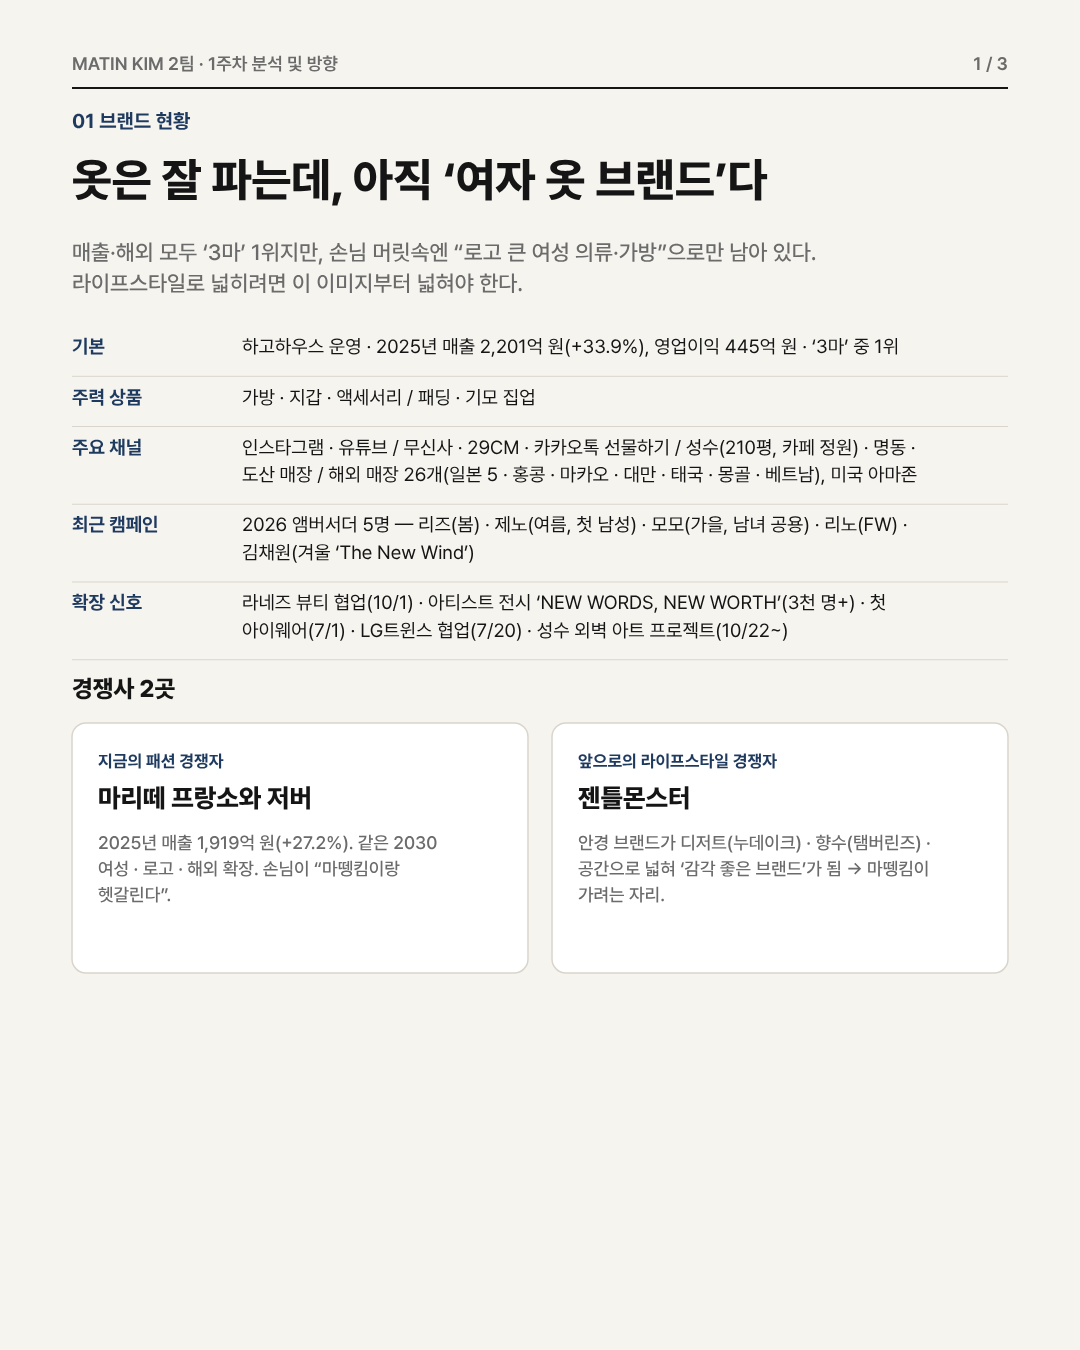 MATIN KIM 2팀 · 1주차 분석 및 방향
1 / 3
01 브랜드 현황
옷은 잘 파는데, 아직 ‘여자 옷 브랜드’다
매출·해외 모두 ‘3마’ 1위지만, 손님 머릿속엔 “로고 큰 여성 의류·가방”으로만 남아 있다.
라이프스타일로 넓히려면 이 이미지부터 넓혀야 한다.
기본
하고하우스 운영 · 2025년 매출 2,201억 원(+33.9%), 영업이익 445억 원 · ‘3마’ 중 1위
주력 상품
가방 · 지갑 · 액세서리 / 패딩 · 기모 집업
주요 채널
인스타그램 · 유튜브 / 무신사 · 29CM · 카카오톡 선물하기 / 성수(210평, 카페 정원) · 명동 ·
도산 매장 / 해외 매장 26개(일본 5 · 홍콩 · 마카오 · 대만 · 태국 · 몽골 · 베트남), 미국 아마존
최근 캠페인
2026 앰버서더 5명 — 리즈(봄) · 제노(여름, 첫 남성) · 모모(가을, 남녀 공용) · 리노(FW) ·
김채원(겨울 ‘The New Wind’)
확장 신호
라네즈 뷰티 협업(10/1) · 아티스트 전시 ‘NEW WORDS, NEW WORTH’(3천 명+) · 첫
아이웨어(7/1) · LG트윈스 협업(7/20) · 성수 외벽 아트 프로젝트(10/22~)
경쟁사 2곳
지금의 패션 경쟁자
마리떼 프랑소와 저버
2025년 매출 1,919억 원(+27.2%). 같은 2030
여성 · 로고 · 해외 확장. 손님이 “마뗑킴이랑
헷갈린다”.
앞으로의 라이프스타일 경쟁자
젠틀몬스터
안경 브랜드가 디저트(누데이크) · 향수(탬버린즈) ·
공간으로 넓혀 ‘감각 좋은 브랜드’가 됨 → 마뗑킴이
가려는 자리.